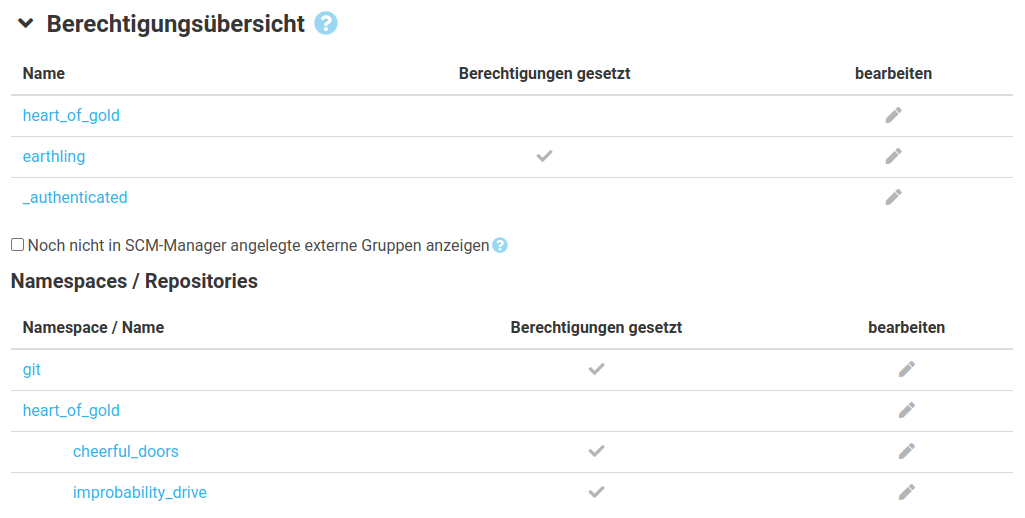 Berechtigungsübersicht ?
Name Berechtigungen gesetzt bearbeiten
heart_of_gold
earthling
_authenticated
Noch nicht in SCM-Manager angelegte externe Gruppen anzeigen ?
Namespaces / Repositories
Namespace / Name Berechtigungen gesetzt bearbeiten
git
heart_of_gold
cheerful_doors
improbability_drive